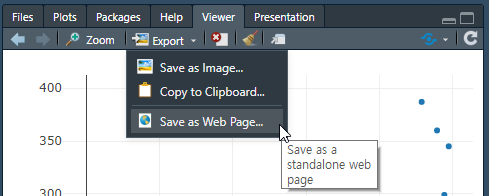 Files Plots Packages Help Viewer Presentation
Zoom Export
Save as Image...
Copy to Clipboard...
Save as Web Page...
Save as a
standalone web
page
400
350
300